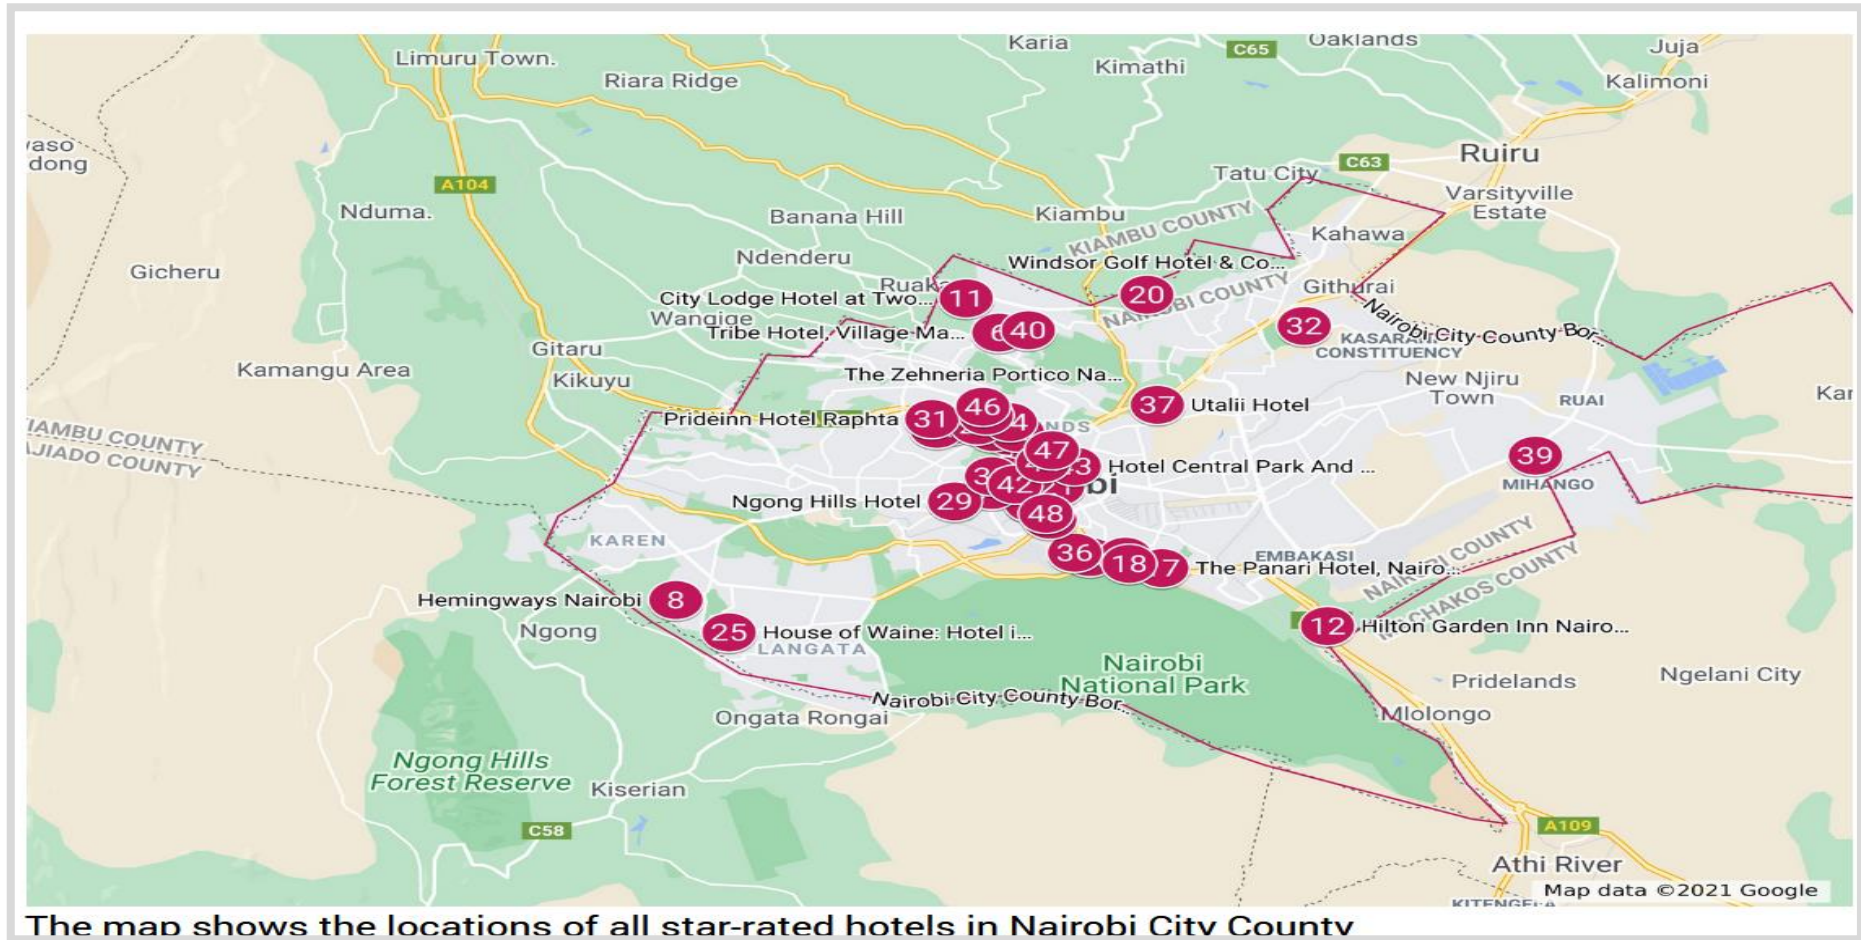 Karia
C65
Oaklands
Juja
Limuru Town.
Riara Ridge
Kimathi
Kalimoni
Ruiru
C63
Tatu City
A104
Varsityville
Estate
Nduma.
Banana Hill
Kiambu
KIAMBU COUNTY
Kahawa
Ndenderu
Gicheru
Windsor Golf Hotel & Co...
20
NAIROBI COUNTY
Githurai
Ruaka
City Lodge Hotel at Two...
11
Wangige
Tribe Hotel, Village Ma...
6
40
32
Nairobi City County Bor...
CONSTITUENCY
Gitaru
Kamangu Area
Kikuyu
The Zehneria Portico Na...
New Njiru
Town
RUAI
46
37
Utalii Hotel
Prideinn Hotel Raphta
31
47
Hotel Central Park And ...
39
MIHANGO
KIAMBU COUNTY
KAJIADO COUNTY
Ngong Hills Hotel
29
42
48
KAREN
36
18
The Panari Hotel, Nairo...
EMBAKASI
NAIROBI COUNTY
MACHAKOS COUNTY
Hemingways Nairobi
8
Ngong
25
House of Waine: Hotel i...
LANGATA
12
Hilton Garden Inn Nairo...
Nairobi
National Park
Pridelands
Ngelani City
Nairobi City County Bor...
Mlolongo
Ongata Rongai
Ngong Hills
Forest Reserve
Kiserian
C58
A109
Athi River
Map data ©2021 Google
KITENGELA
The map shows the locations of all star-rated hotels in Nairobi City County